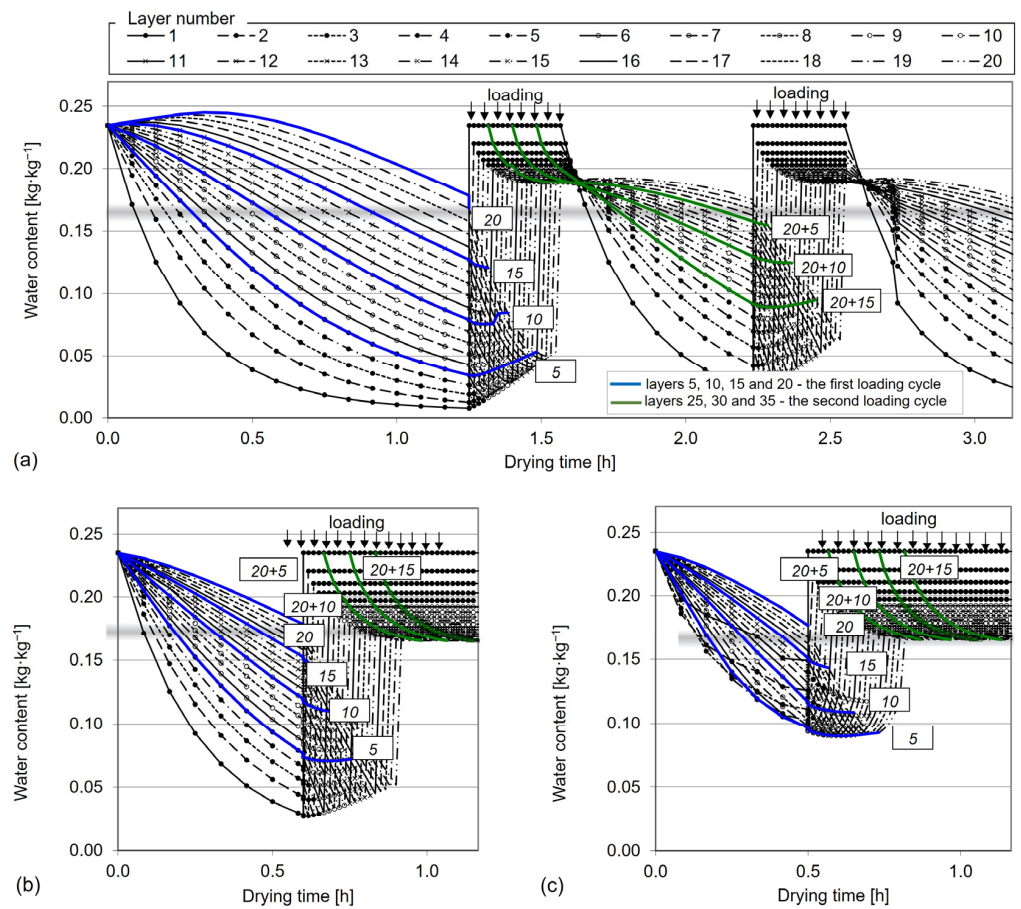 Layer number
1 2 3 4 5 6 7 8 9 10
11 12 13 14 15 16 17 18 19 20
loading loading
0.25
0.20
0.15
0.10
0.05
0.00
Water content [kg·kg⁻¹]
20
15
10
5
20+5
20+10
20+15
layers 5, 10, 15 and 20 - the first loading cycle
layers 25, 30 and 35 - the second loading cycle
0.0 0.5 1.0 1.5 2.0 2.5 3.0
(a)
Drying time [h]
loading
0.25
0.20
0.15
0.10
0.05
0.00
Water content [kg·kg⁻¹]
20+5
20+15
20+10
20
15
10
5
0.0 0.5 1.0
(b)
Drying time [h]
loading
0.25
0.20
0.15
0.10
0.05
0.00
Water content [kg·kg⁻¹]
20+5
20+15
20+10
20
15
10
5
0.0 0.5 1.0
(c)
Drying time [h]